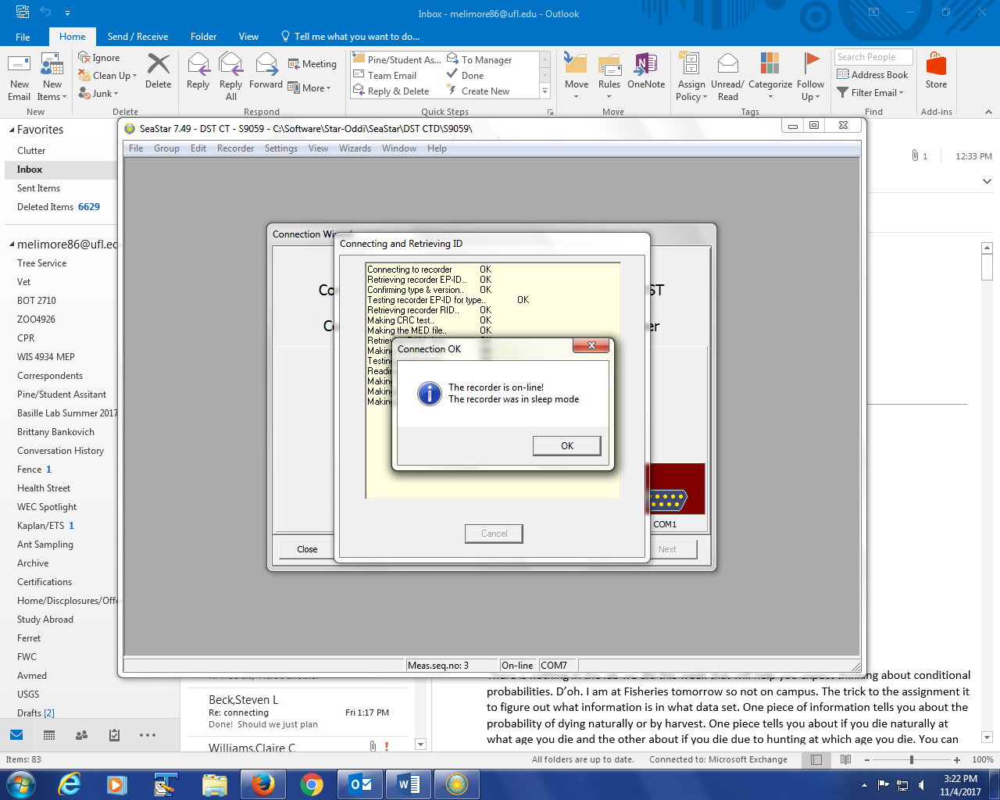 Inbox - melimore86@ufl.edu - Outlook
File Home Send / Receive Folder View Tell me what you want to do...
New Email
New Items
Ignore
Clean Up
Junk
Delete
Reply
Reply All
Forward
Meeting
More
Pine/Student As...
Team Email
Reply & Delete
To Manager
Done
Create New
Move
Rules
OneNote
Assign Policy
Unread/ Read
Categorize
Follow Up
Search People
Address Book
Filter Email
Store
New Delete Respond Quick Steps Move Tags Find Add-ins
Favorites
Clutter
Inbox
Sent Items
Deleted Items 6629
melimore86@ufl.ed
Tree Service
Vet
BOT 2710
ZOO4926
CPR
WIS 4934 MEP
Correspondents
Pine/Student Assitant
Basille Lab Summer 2017
Brittany Bankovich
Conversation History
Fence 1
Health Street
WEC Spotlight
Kaplan/ETS 1
Ant Sampling
Archive
Certifications
Home/Discplosures/Offe
Study Abroad
Ferret
FWC
Avmed
USGS
Drafts [2]
SeaStar 7.49 - DST CT - S9059 - C:\Software\Star-Oddi\SeaStar\DST CTD\S9059\
File Group Edit Recorder Settings View Wizards Window Help
1 12:33 PM
Connection
Connecting and Retrieving ID
Connecting to recorder OK
Retrieving recorder EP-ID.. OK
Confirming type & version.. OK
Testing recorder EP-ID for type.. OK
Retrieving recorder RID.. OK
Making CRC test.. OK
Making the MED file.. OK
Connection OK
The recorder is on-line!
The recorder was in sleep mode
OK
COM1
Cancel
Close
Next
Meas.seq.no: 3 On-line COM7
Beck,Steven L
Re: connecting Fri 1:17 PM
Done! Should we just plan
Williams,Claire C
about conditional
probabilities. D'oh. I am at Fisheries tomorrow so not on campus. The trick to the assignment it
to figure out what information is in what data set. One piece of information tells you about the
probability of dying naturally or by harvest. One piece tells you about if you die naturally at
what age you die and the other about if you die due to hunting at which age you die. You can
Items: 83 All folders are up to date. Connected to: Microsoft Exchange 100%
3:22 PM
11/4/2017